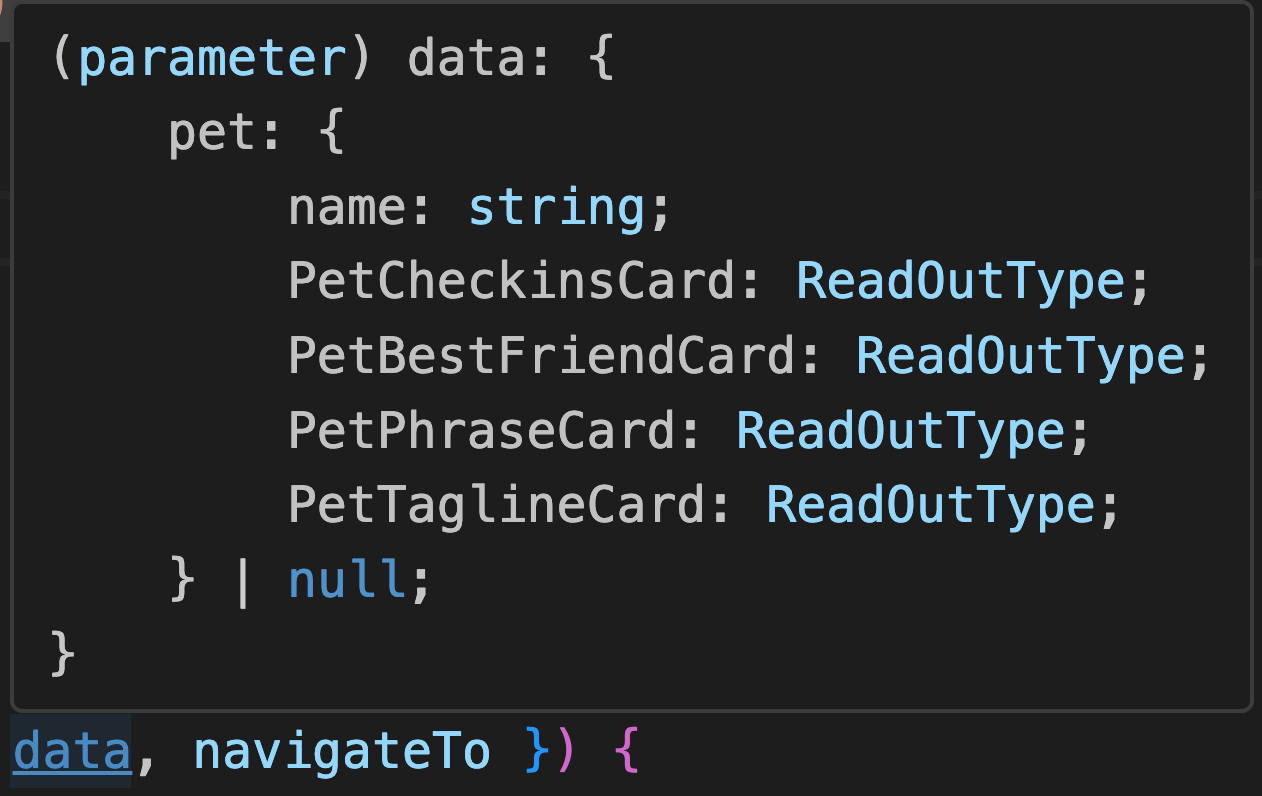 (parameter) data: {
    pet: {
        name: string;
        PetCheckinsCard: ReadOutType;
        PetBestFriendCard: ReadOutType;
        PetPhraseCard: ReadOutType;
        PetTaglineCard: ReadOutType;
    } | null;
}
data, navigateTo }) {